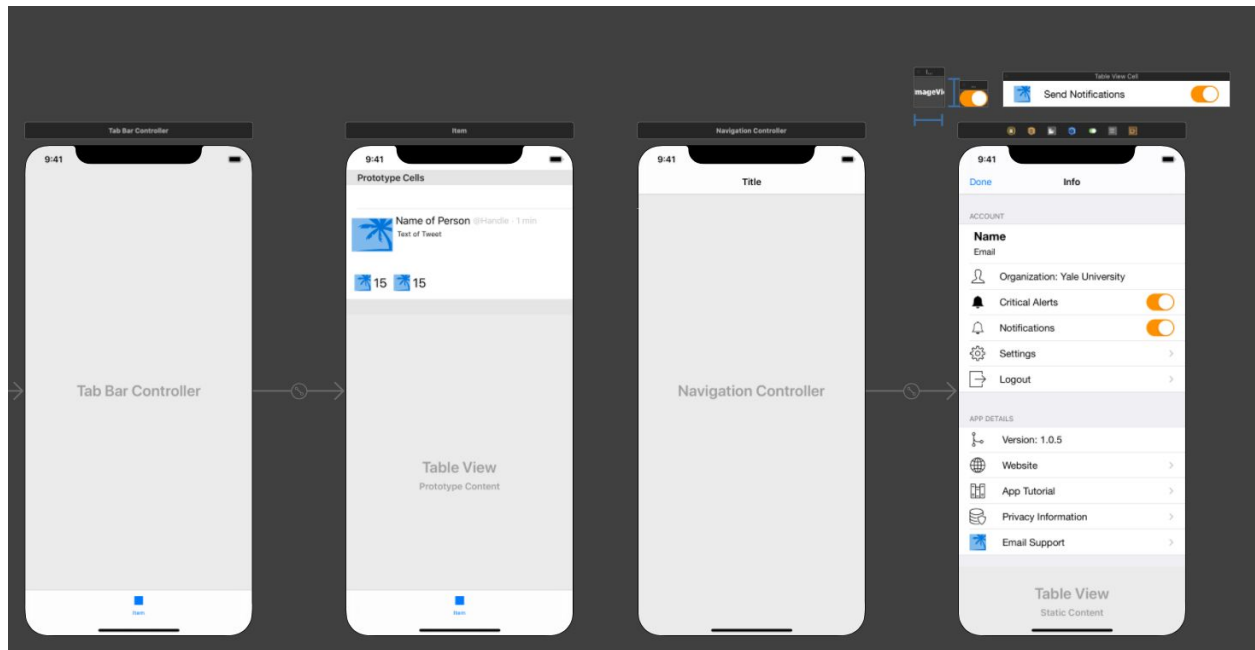 1...
mageVi
...
Table View Cell
Send Notifications
Tab Bar Controller
9:41
Tab Bar Controller
Item
Item
9:41
Prototype Cells
Name of Person @Handle · 1 min
Text of Tweet
15 15
Table View
Prototype Content
Item
Navigation Controller
9:41
Title
Navigation Controller
9:41
Done Info
ACCOUNT
Name
Email
Organization: Yale University
Critical Alerts
Notifications
Settings
Logout
APP DETAILS
Version: 1.0.5
Website
App Tutorial
Privacy Information
Email Support
Table View
Static Content